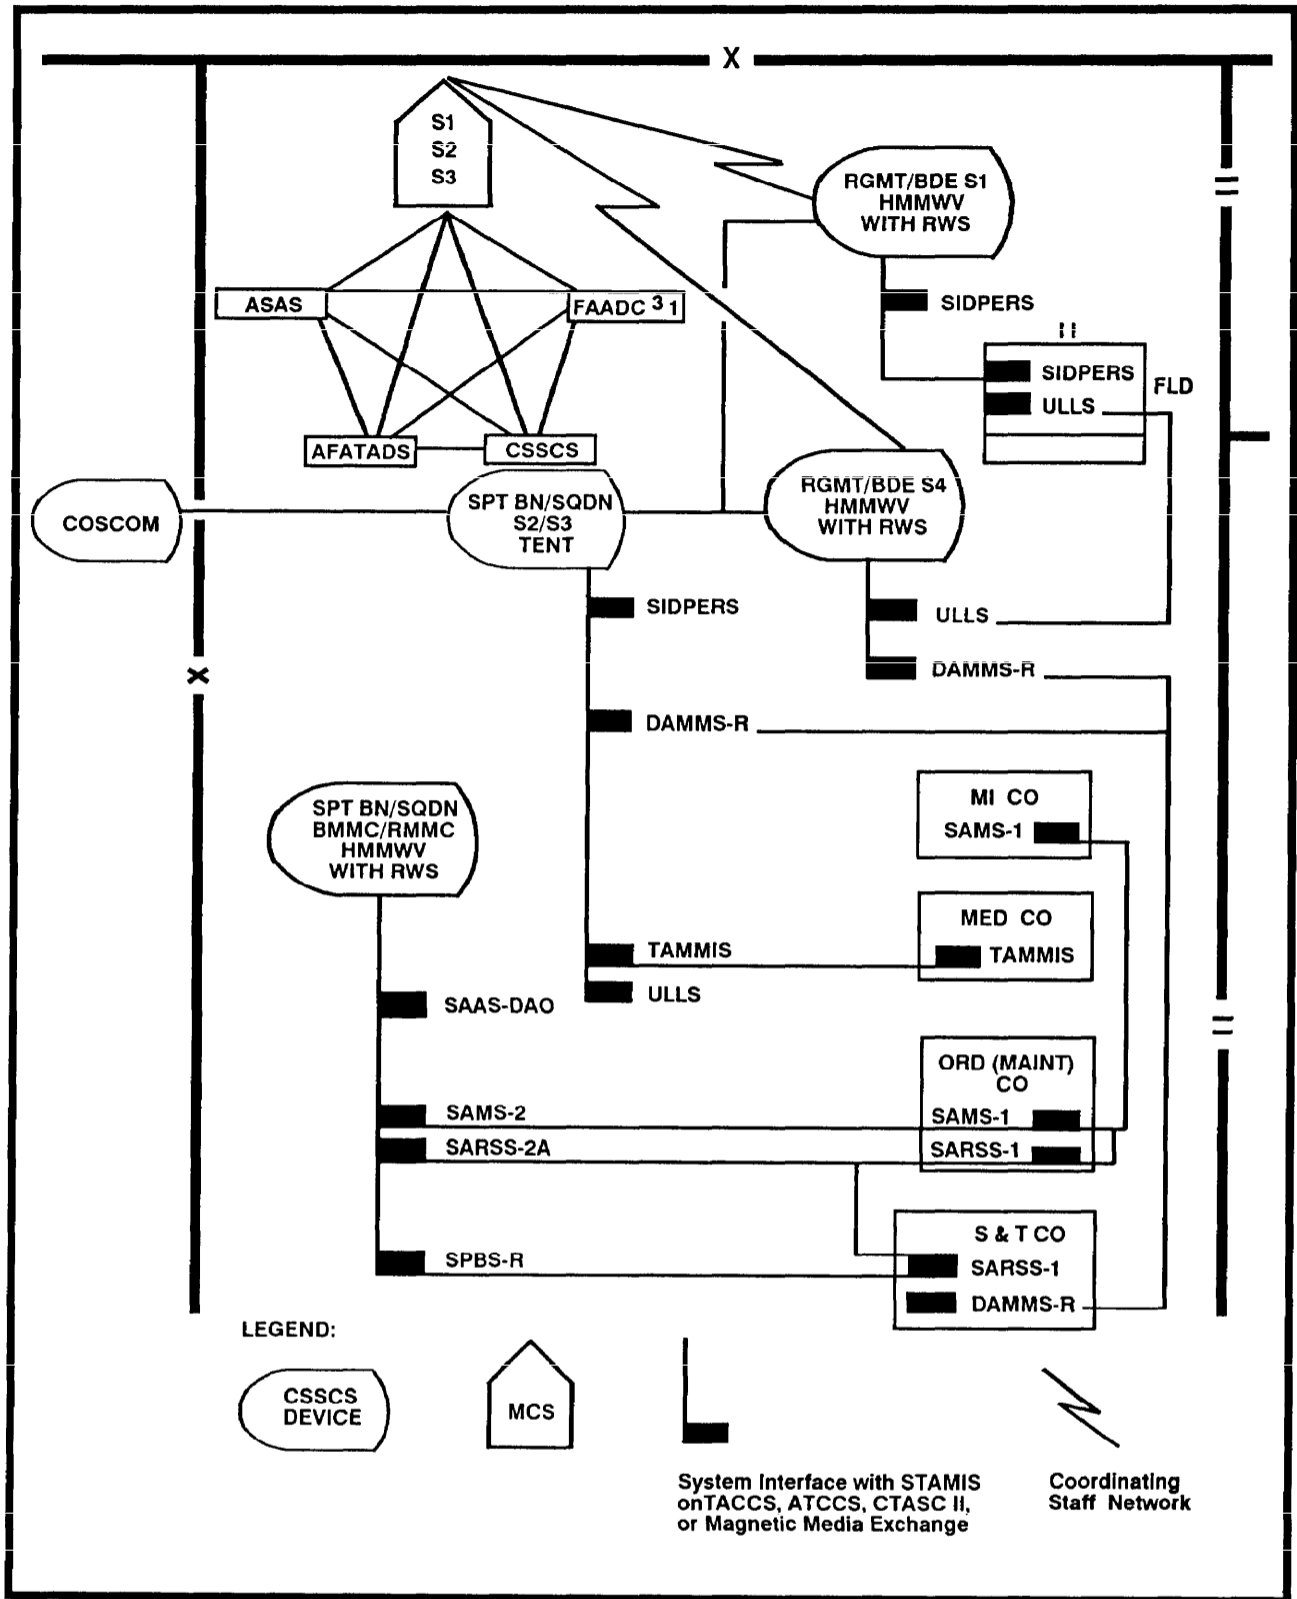 X
S1
S2
S3
RGMT/BDE S1
HMMWV
WITH RWS
ASAS
FAADC 3 1
SIDPERS
SIDPERS
ULLS
FLD
AFATADS
CSSCS
COSCOM
SPT BN/SQDN
S2/S3
TENT
RGMT/BDE S4
HMMWV
WITH RWS
SIDPERS
ULLS
X
DAMMS-R
DAMMS-R
SPT BN/SQDN
BMMC/RMMC
HMMWV
WITH RWS
MI CO
SAMS-1
MED CO
TAMMIS
TAMMIS
ULLS
SAAS-DAO
ORD (MAINT)
CO
SAMS-2
SAMS-1
SARSS-2A
SARSS-1
S & T CO
SPBS-R
SARSS-1
DAMMS-R
LEGEND:
CSSCS
DEVICE
MCS
System Interface with STAMIS
onTACCS, ATCCS, CTASC II,
or Magnetic Media Exchange
Coordinating
Staff Network